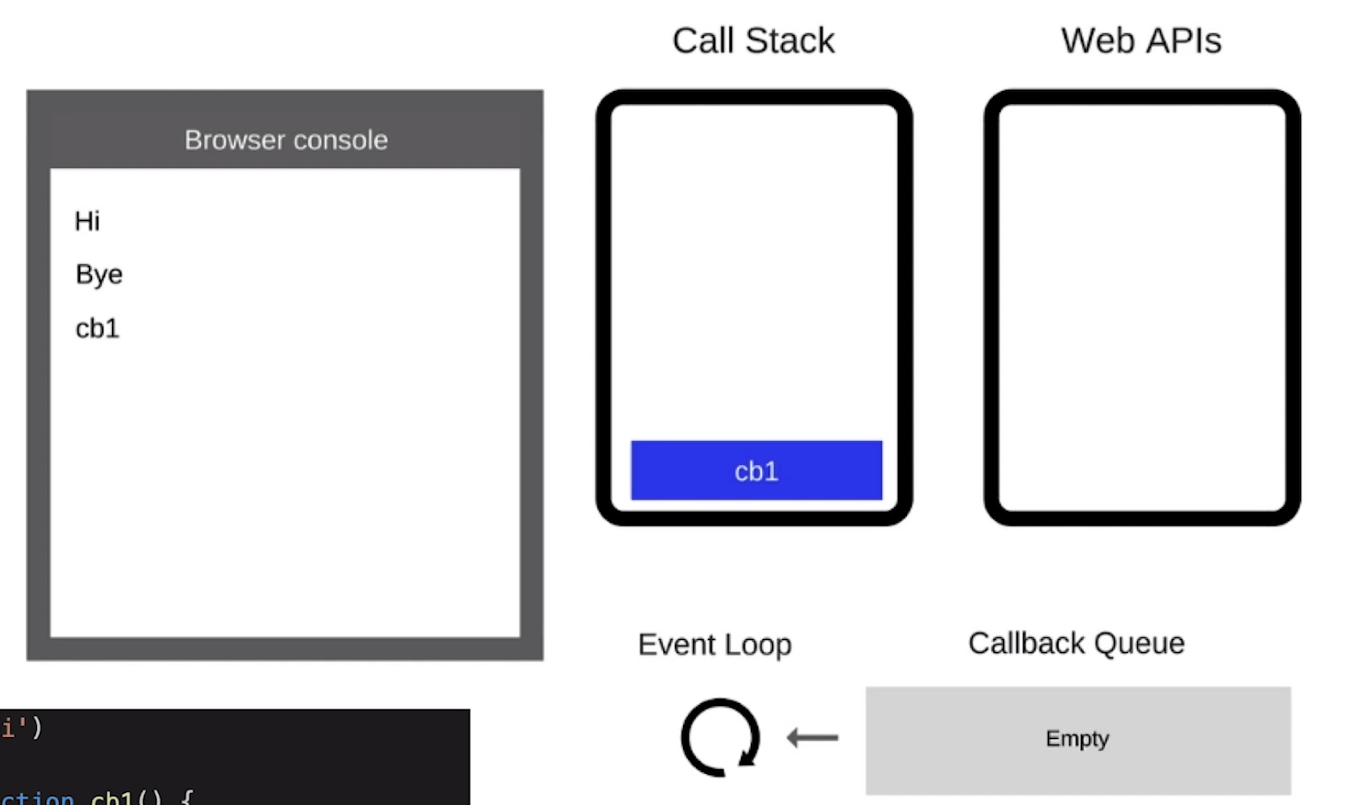 Call Stack
Web APIs
Browser console
Hi
Bye
cb1
cb1
Event Loop
Callback Queue
Empty
i')
ction cb1() {